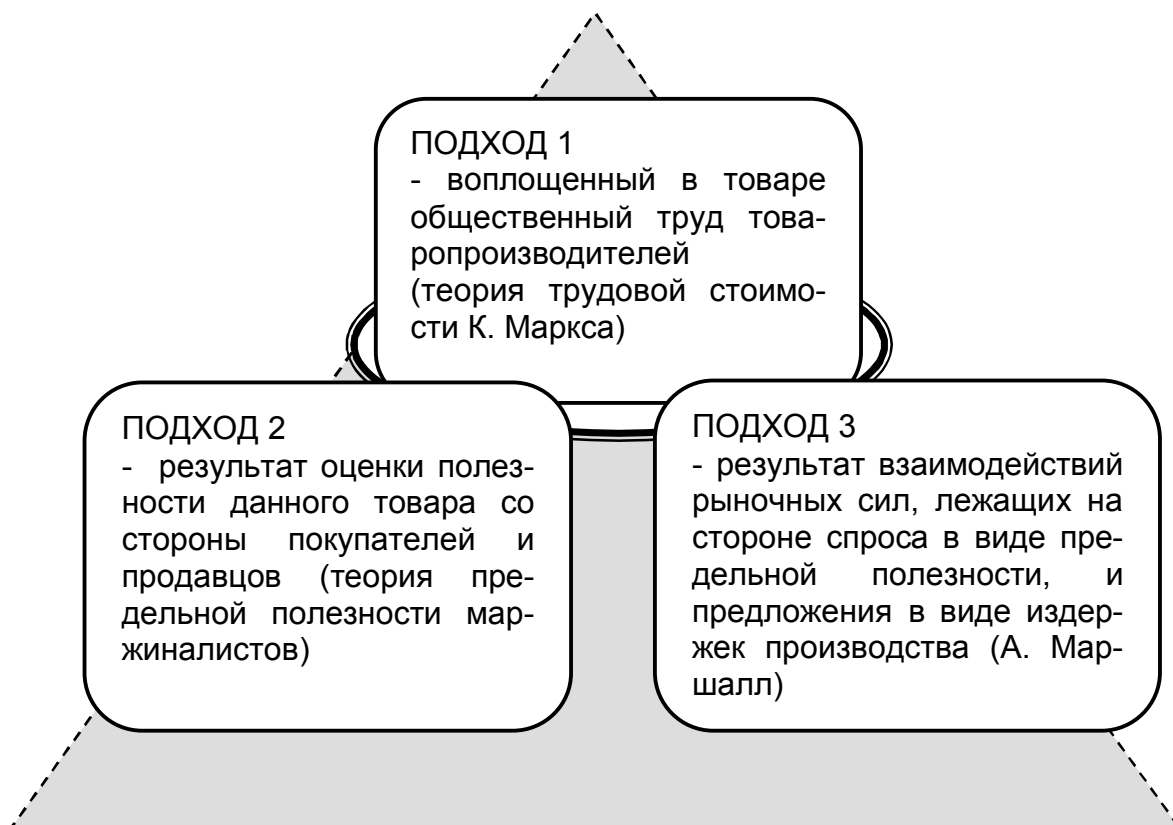 ПОДХОД 1
- воплощенный в товаре
общественный труд това-
ропроизводителей
(теория трудовой стоимо-
сти К. Маркса)
ПОДХОД 2
- результат оценки полез-
ности данного товара со
стороны покупателей и
продавцов (теория пре-
дельной полезности мар-
жиналистов)
ПОДХОД 3
- результат взаимодействий
рыночных сил, лежащих на
стороне спроса в виде пре-
дельной полезности, и
предложения в виде издер-
жек производства (А. Мар-
шалл)